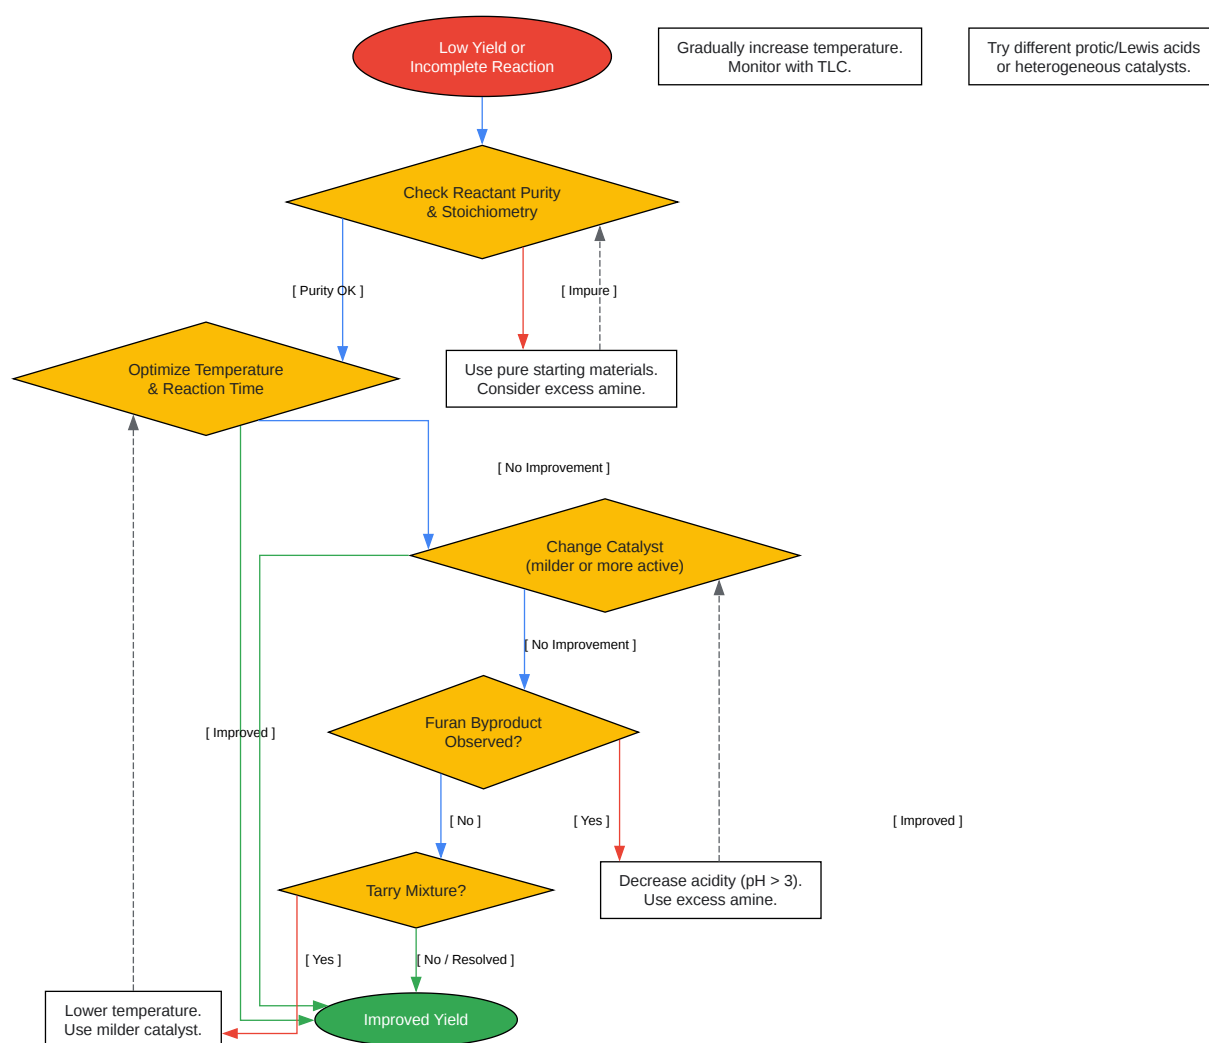 Low Yield or
Incomplete Reaction
Gradually increase temperature.
Monitor with TLC.
Try different protic/Lewis acids
or heterogeneous catalysts.
Check Reactant Purity
& Stoichiometry
[ Purity OK ]
[ Impure ]
Optimize Temperature
& Reaction Time
Use pure starting materials.
Consider excess amine.
[ No Improvement ]
Change Catalyst
(milder or more active)
[ No Improvement ]
Furan Byproduct
Observed?
[ Improved ]
[ No ]
[ Yes ]
[ Improved ]
Tarry Mixture?
Decrease acidity (pH > 3).
Use excess amine.
[ Yes ]
[ No / Resolved ]
Lower temperature.
Use milder catalyst.
Improved Yield